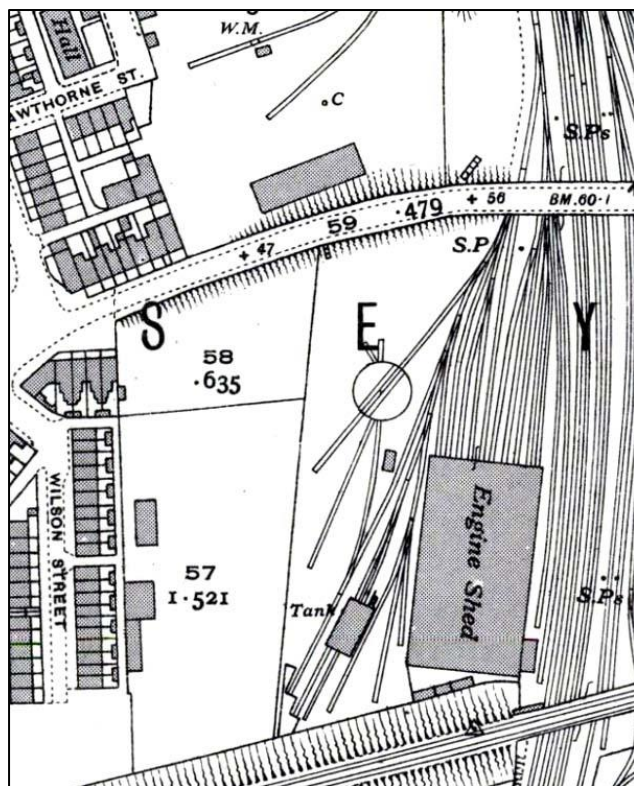 W.M.
Hall
AWTHORNE ST.
C
S.Ps
59
.479
+ 56
BM.60·1
+ 47
S.P
S
E
Y
58
.635
WILSON STREET
57
1.521
Tank
Engine Shed
S.Ps